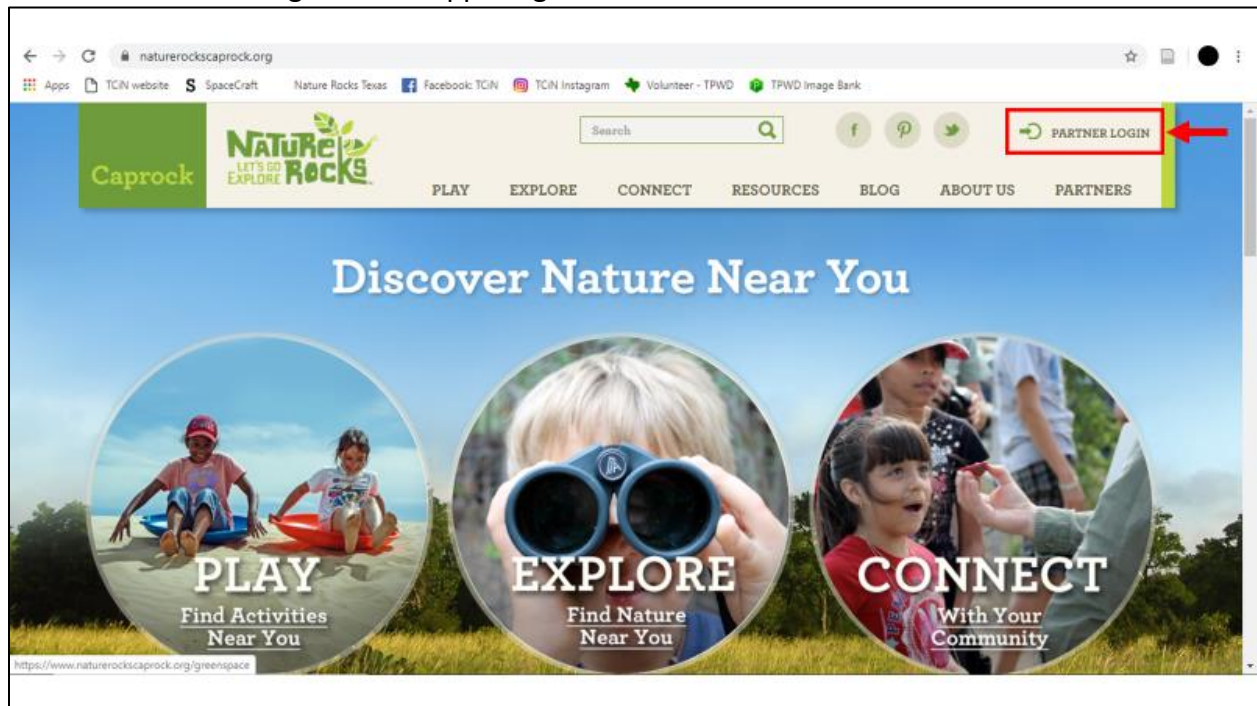 naturerockscaprock.org
Apps TCiN website S SpaceCraft Nature Rocks Texas Facebook: TCiN TCiN Instagram Volunteer - TPWD TPWD Image Bank
Caprock
NATURE ROCKS
LET'S GO EXPLORE
Search
PARTNER LOGIN
PLAY EXPLORE CONNECT RESOURCES BLOG ABOUT US PARTNERS
Discover Nature Near You
PLAY
Find Activities
Near You
EXPLORE
Find Nature
Near You
CONNECT
With Your
Community
https://www.naturerockscaprock.org/greenspace